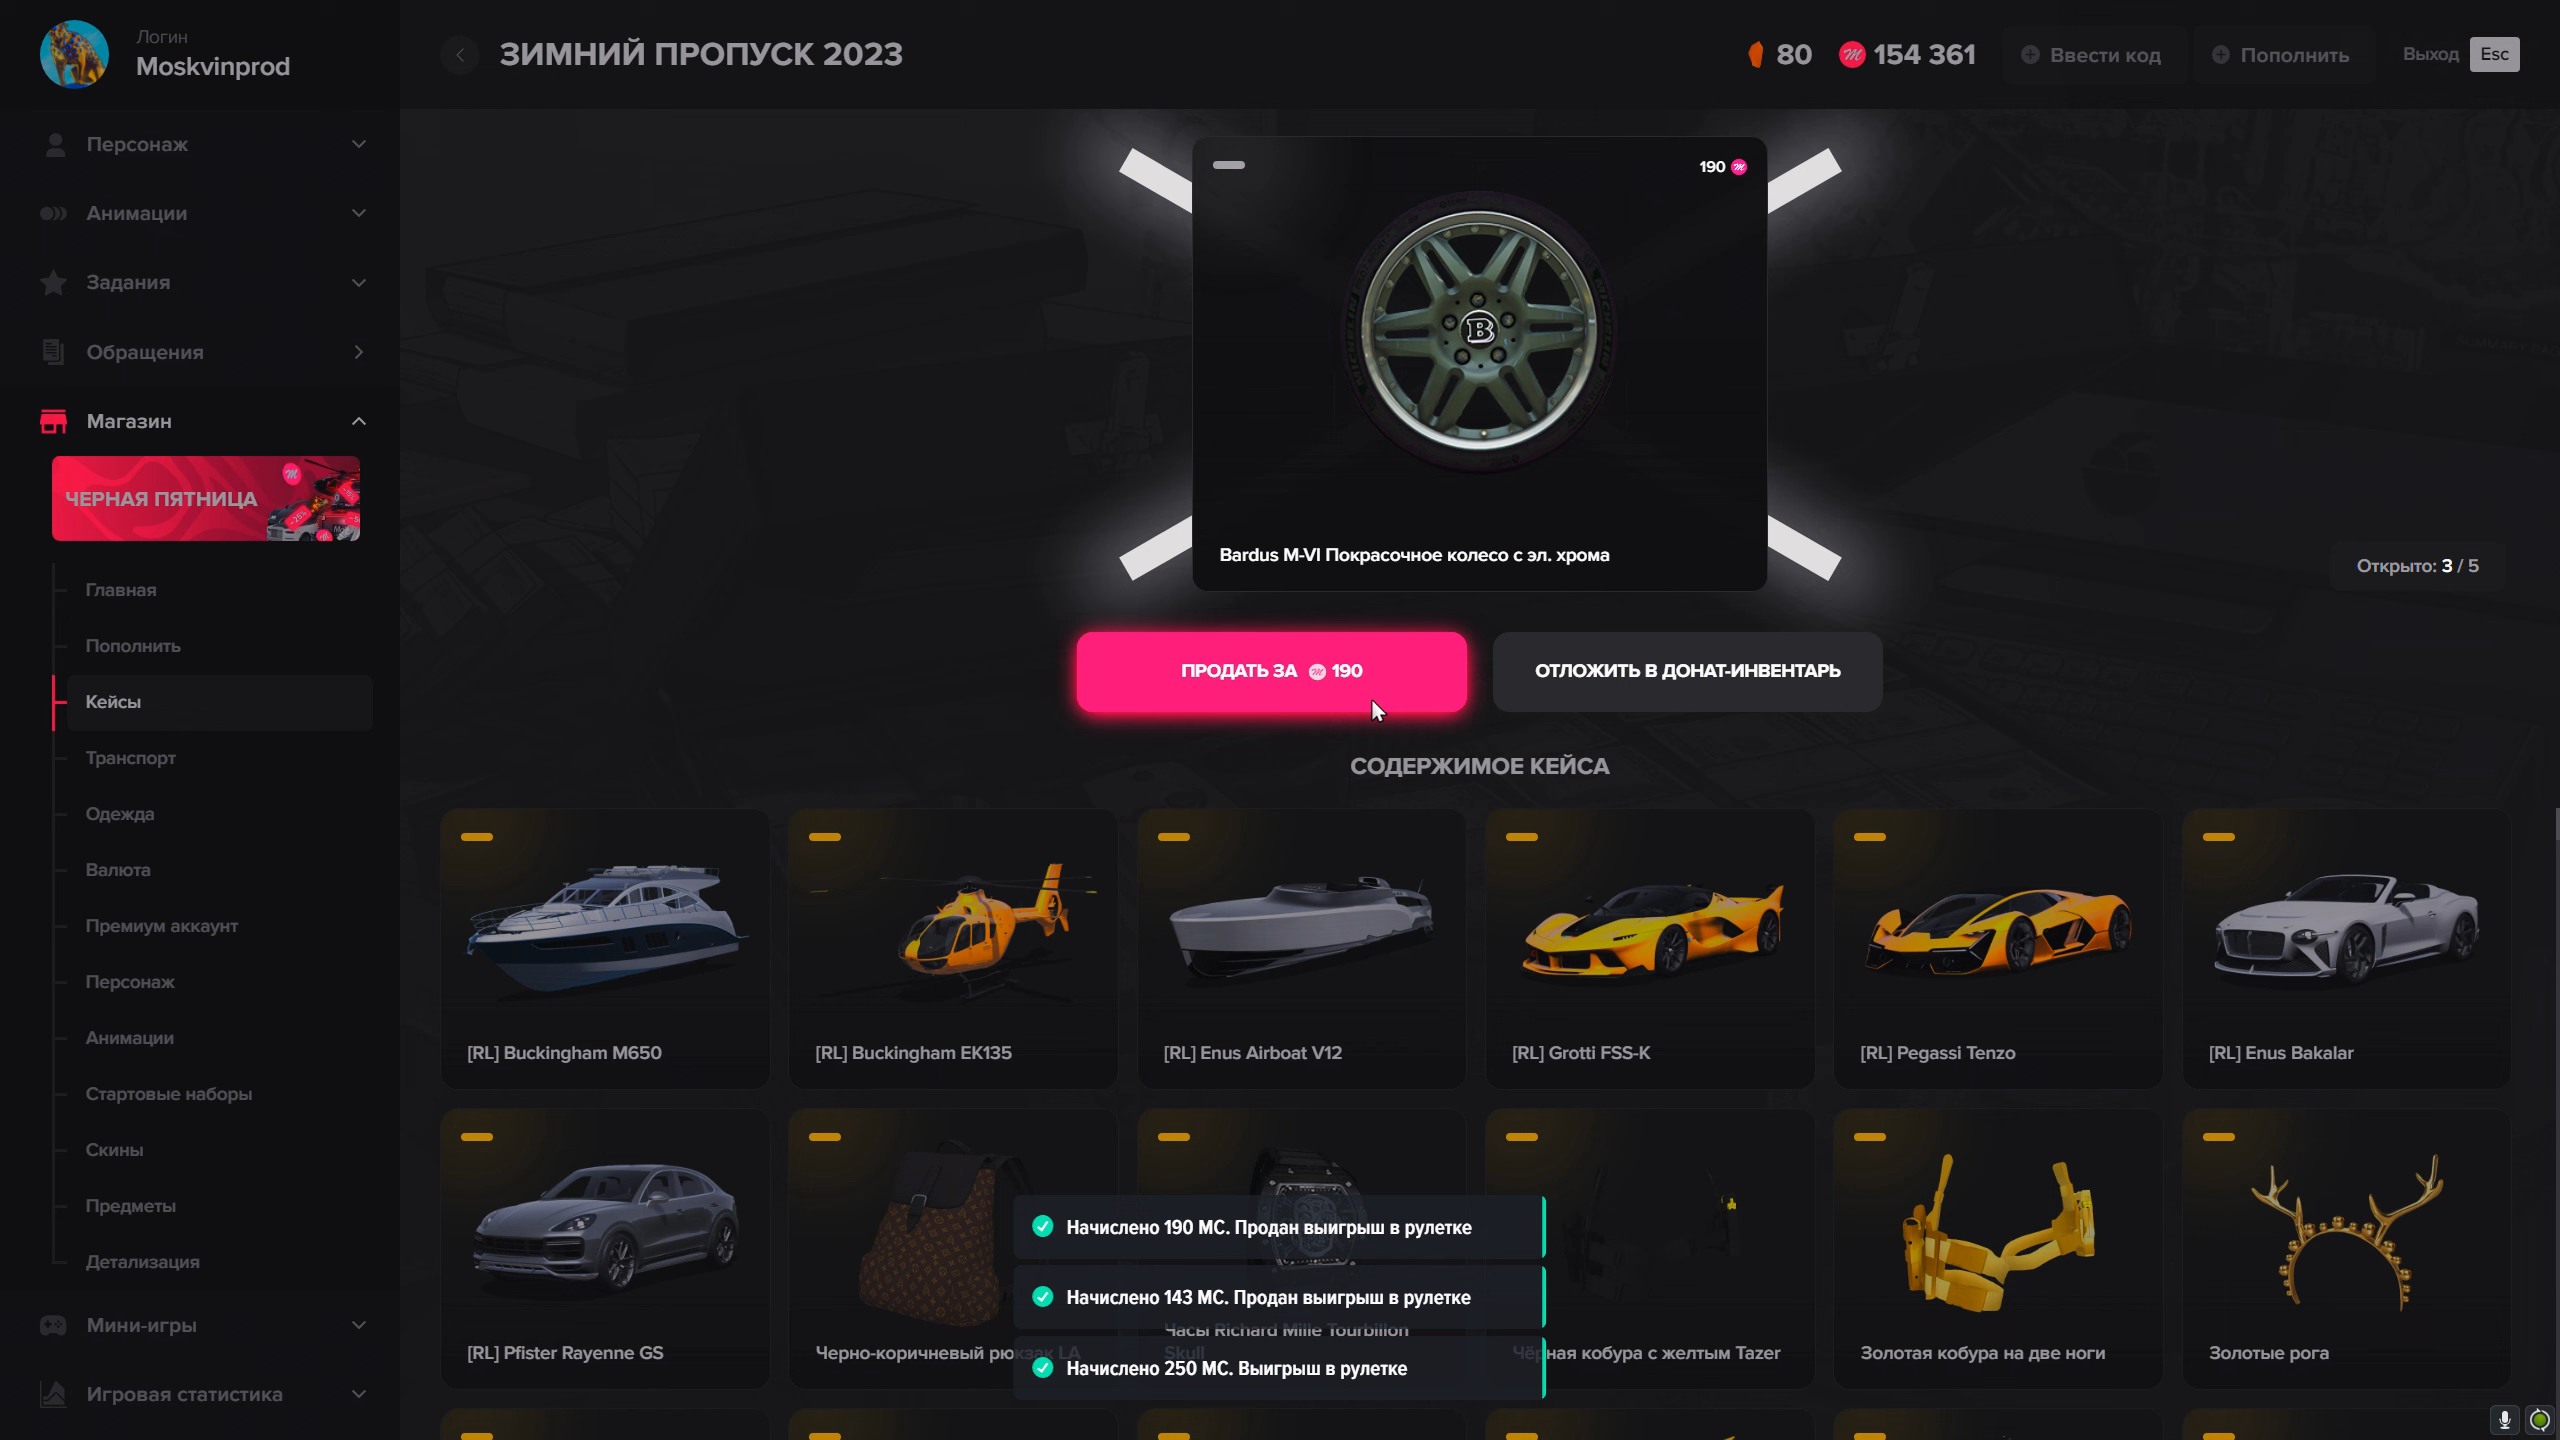 Логин
Moskvinprod
ЗИМНИЙ ПРОПУСК 2023
80
154 361
Ввести код
Пополнить
Выход
Esc
Персонаж
Анимации
Задания
Обращения
Магазин
ЧЕРНАЯ ПЯТНИЦА
Главная
Пополнить
Кейсы
Транспорт
Одежда
Валюта
Премиум аккаунт
Персонаж
Анимации
Стартовые наборы
Скины
Предметы
Детализация
Мини-игры
Игровая статистика
190
B
Bardus M-VI Покрасочное колесо с эл. хрома
Открыто: 3 / 5
ПРОДАТЬ ЗА 190
ОТЛОЖИТЬ В ДОНАТ-ИНВЕНТАРЬ
СОДЕРЖИМОЕ КЕЙСА
[RL] Buckingham M650
[RL] Buckingham EK135
[RL] Enus Airboat V12
[RL] Grotti FSS-K
[RL] Pegassi Tenzo
[RL] Enus Bakalar
[RL] Pfister Rayenne GS
Черно-коричневый рюкзак LA
Часы Richard Mille Tourbillon
Skull
Чёрная кобура с желтым Tazer
Золотая кобура на две ноги
Золотые рога
Начислено 190 MC. Продан выигрыш в рулетке
Начислено 143 MC. Продан выигрыш в рулетке
Начислено 250 MC. Выигрыш в рулетке